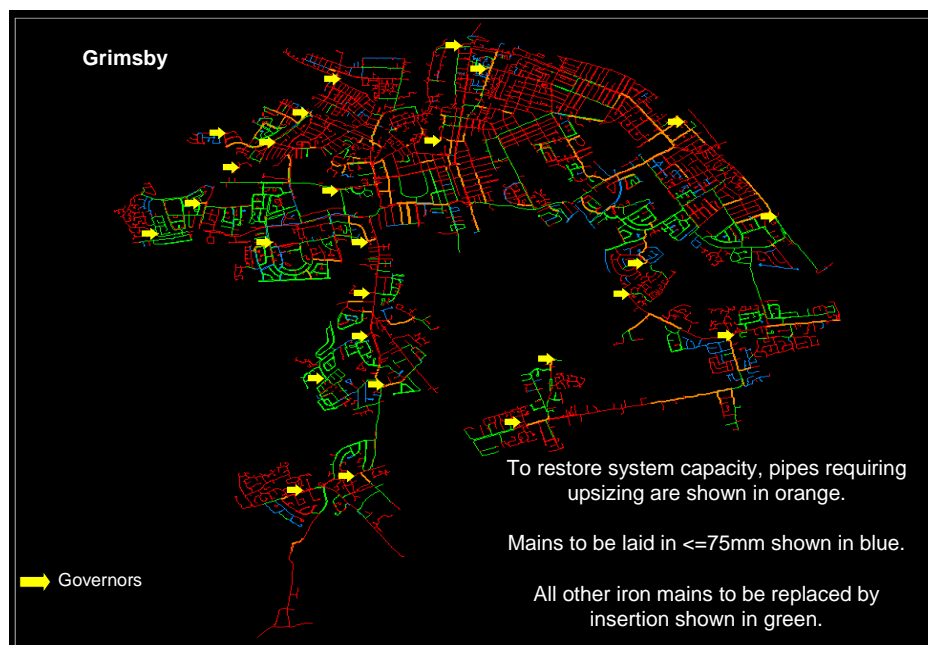 Grimsby
To restore system capacity, pipes requiring
upsizing are shown in orange.
Mains to be laid in <=75mm shown in blue.
Governors
All other iron mains to be replaced by
insertion shown in green.